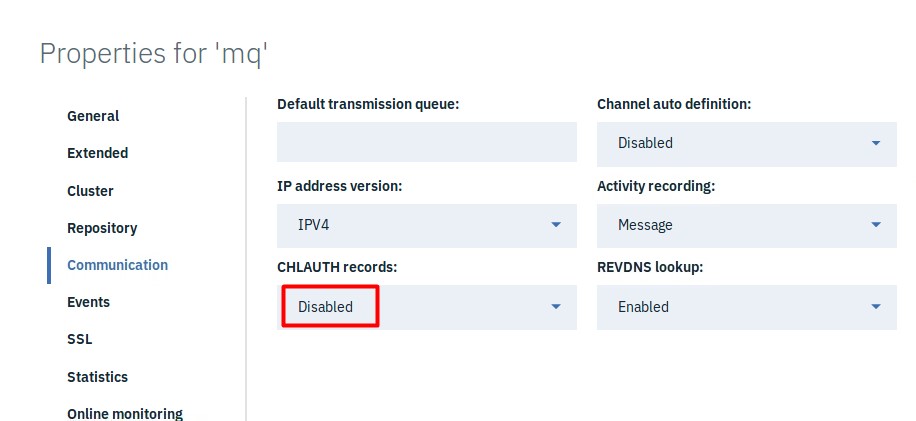 Properties for 'mq'
General
Extended
Cluster
Repository
Communication
Events
SSL
Statistics
Online monitoring
Default transmission queue:
Channel auto definition:
Disabled
IP address version:
Activity recording:
IPV4
Message
CHLAUTH records:
REVDNS lookup:
Disabled
Enabled